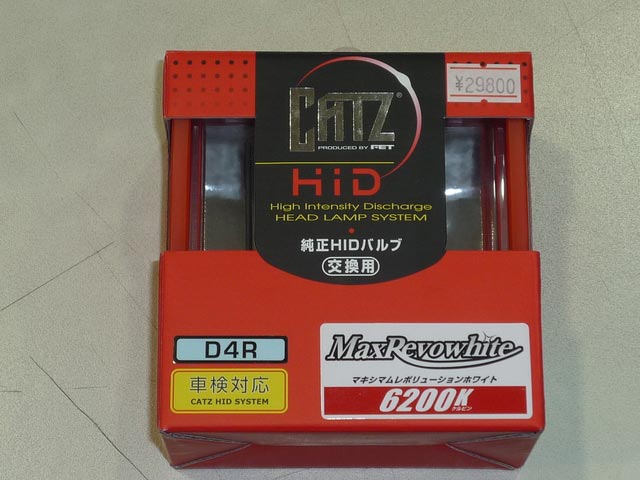 ¥29800
CATZ®
PRODUCED BY FET
HiD
High Intensity Discharge
HEAD LAMP SYSTEM
純正HIDバルブ
交換用
D4R
車検対応
CATZ HID SYSTEM
MaxRevowhite
マキシマムレボリューションホワイト
6200K
ケルビン